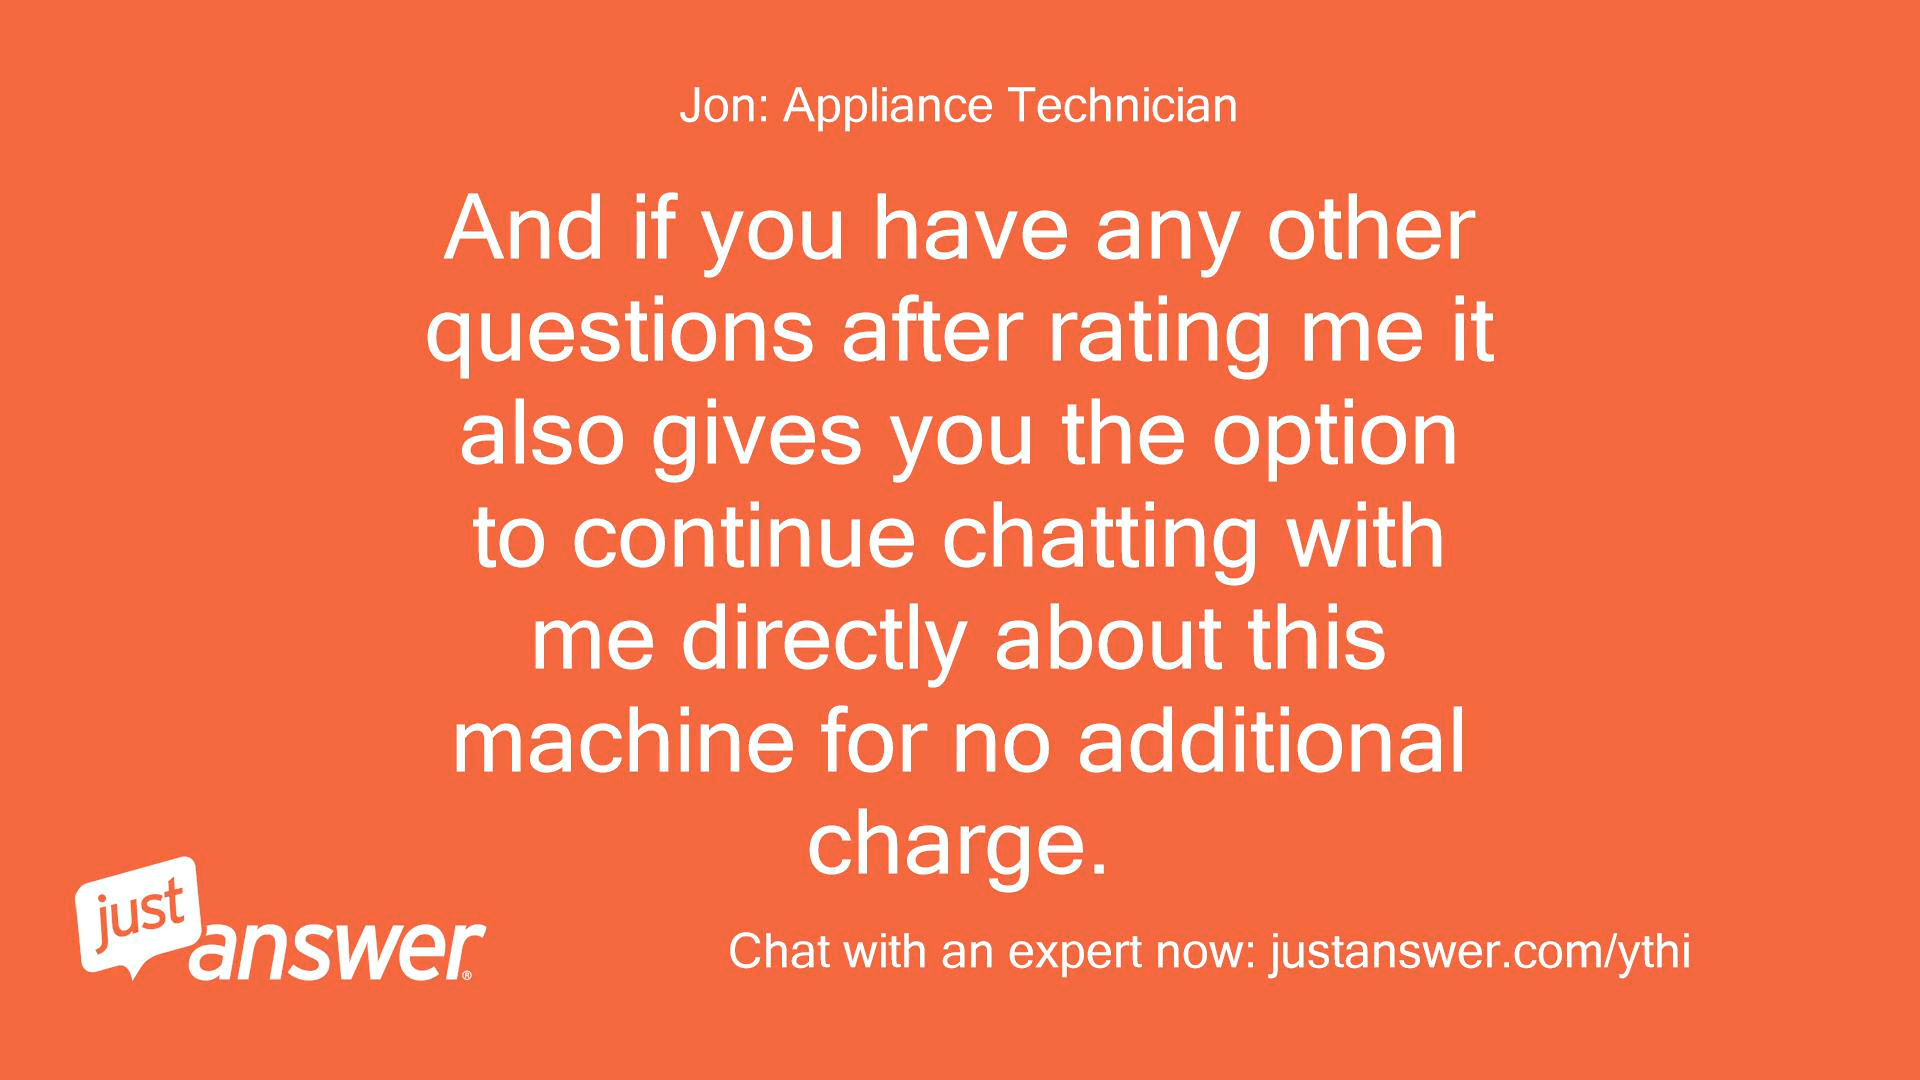 Jon: Appliance Technician
And if you have any other
questions after rating me it
also gives you the option
to continue chatting with
me directly about this
machine for no additional
charge.
just
answer®
Chat with an expert now: justanswer.com/ythi